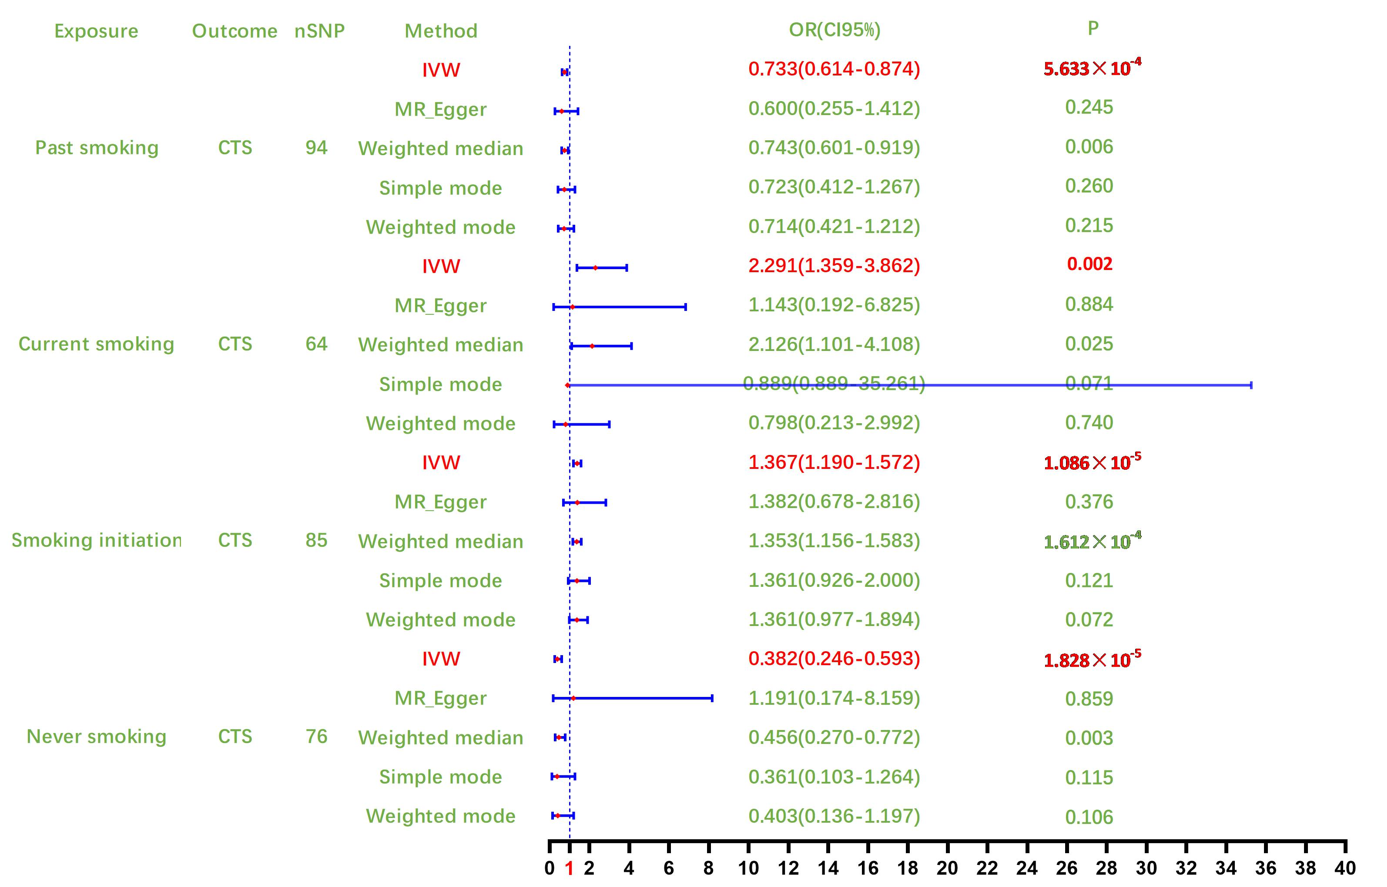 Exposure Outcome nSNP Method OR(CI95%) P
IVW 0.733(0.614-0.874) 5.633×10⁻⁴
MR_Egger 0.600(0.255-1.412) 0.245
Past smoking CTS 94 Weighted median 0.743(0.601-0.919) 0.006
Simple mode 0.723(0.412-1.267) 0.260
Weighted mode 0.714(0.421-1.212) 0.215
IVW 2.291(1.359-3.862) 0.002
MR_Egger 1.143(0.192-6.825) 0.884
Current smoking CTS 64 Weighted median 2.126(1.101-4.108) 0.025
Simple mode 0.889(0.889-35.261) 0.071
Weighted mode 0.798(0.213-2.992) 0.740
IVW 1.367(1.190-1.572) 1.086×10⁻⁵
MR_Egger 1.382(0.678-2.816) 0.376
Smoking initiation CTS 85 Weighted median 1.353(1.156-1.583) 1.612×10⁻⁴
Simple mode 1.361(0.926-2.000) 0.121
Weighted mode 1.361(0.977-1.894) 0.072
IVW 0.382(0.246-0.593) 1.828×10⁻⁵
MR_Egger 1.191(0.174-8.159) 0.859
Never smoking CTS 76 Weighted median 0.456(0.270-0.772) 0.003
Simple mode 0.361(0.103-1.264) 0.115
Weighted mode 0.403(0.136-1.197) 0.106
0 1 2 4 6 8 10 12 14 16 18 20 22 24 26 28 30 32 34 36 38 40